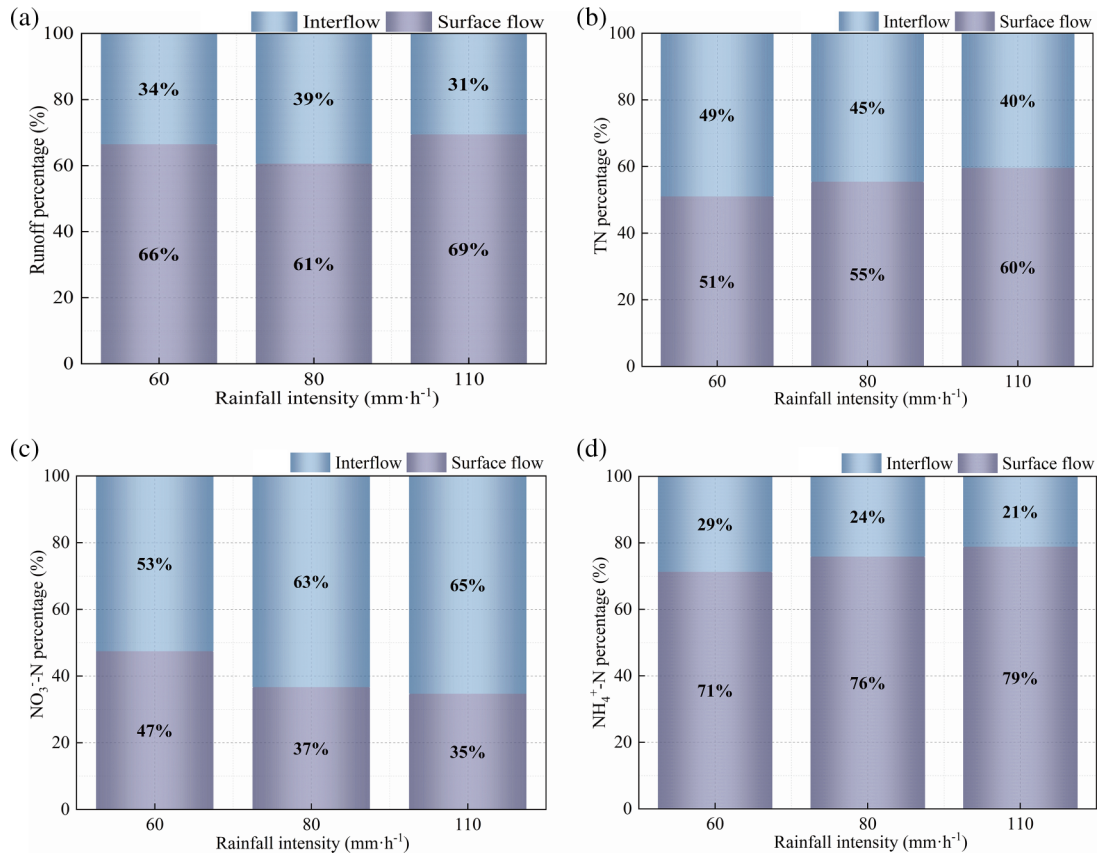 (a)
Interflow Surface flow
Runoff percentage (%)
100
80
60
40
20
0
34% 39% 31%
66% 61% 69%
60 80 110
Rainfall intensity (mm·h⁻¹)
(b)
Interflow Surface flow
TN percentage (%)
100
80
60
40
20
0
49% 45% 40%
51% 55% 60%
60 80 110
Rainfall intensity (mm·h⁻¹)
(c)
Interflow Surface flow
NO₃⁻-N percentage (%)
100
80
60
40
20
0
53% 63% 65%
47% 37% 35%
60 80 110
Rainfall intensity (mm·h⁻¹)
(d)
Interflow Surface flow
NH₄⁺-N percentage (%)
100
80
60
40
20
0
29% 24% 21%
71% 76% 79%
60 80 110
Rainfall intensity (mm·h⁻¹)